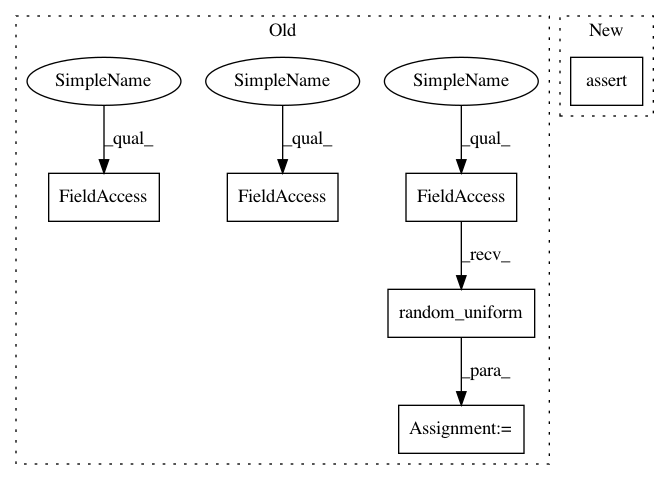 Old
New
SimpleName
SimpleName
SimpleName
assert
_qual_
_qual_
_qual_
FieldAccess
FieldAccess
FieldAccess
_recv_
random_uniform
_para_
Assignment:=